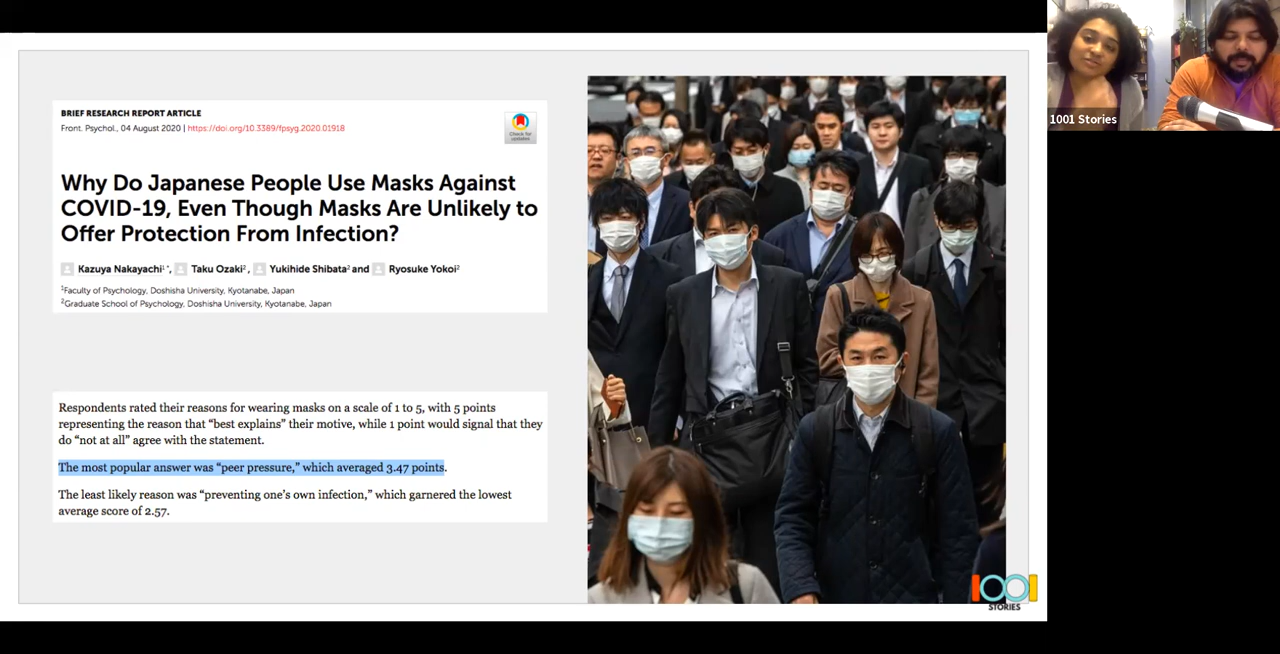 BRIEF RESEARCH REPORT ARTICLE
Front. Psychol., 04 August 2020 | https://doi.org/10.3389/fpsyg.2020.01918
Check for
updates
Why Do Japanese People Use Masks Against
COVID-19, Even Though Masks Are Unlikely to
Offer Protection From Infection?
Kazuya Nakayachi¹*, Taku Ozaki², Yukihide Shibata² and Ryosuke Yokoi²
¹Faculty of Psychology, Doshisha University, Kyotanabe, Japan
²Graduate School of Psychology, Doshisha University, Kyotanabe, Japan
Respondents rated their reasons for wearing masks on a scale of 1 to 5, with 5 points
representing the reason that “best explains” their motive, while 1 point would signal that they
do “not at all” agree with the statement.
The most popular answer was “peer pressure,” which averaged 3.47 points.
The least likely reason was “preventing one’s own infection,” which garnered the lowest
average score of 2.57.
1001
STORIES
1001 Stories